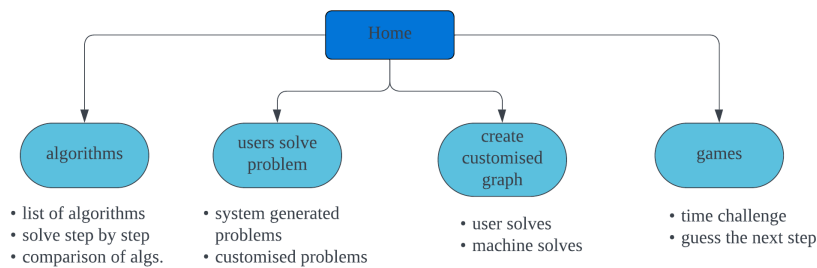 Home
algorithms
users solve
problem
create
customised
graph
games
• list of algorithms
• solve step by step
• comparison of algs.
• system generated
problems
• customised problems
• user solves
• machine solves
• time challenge
• guess the next step